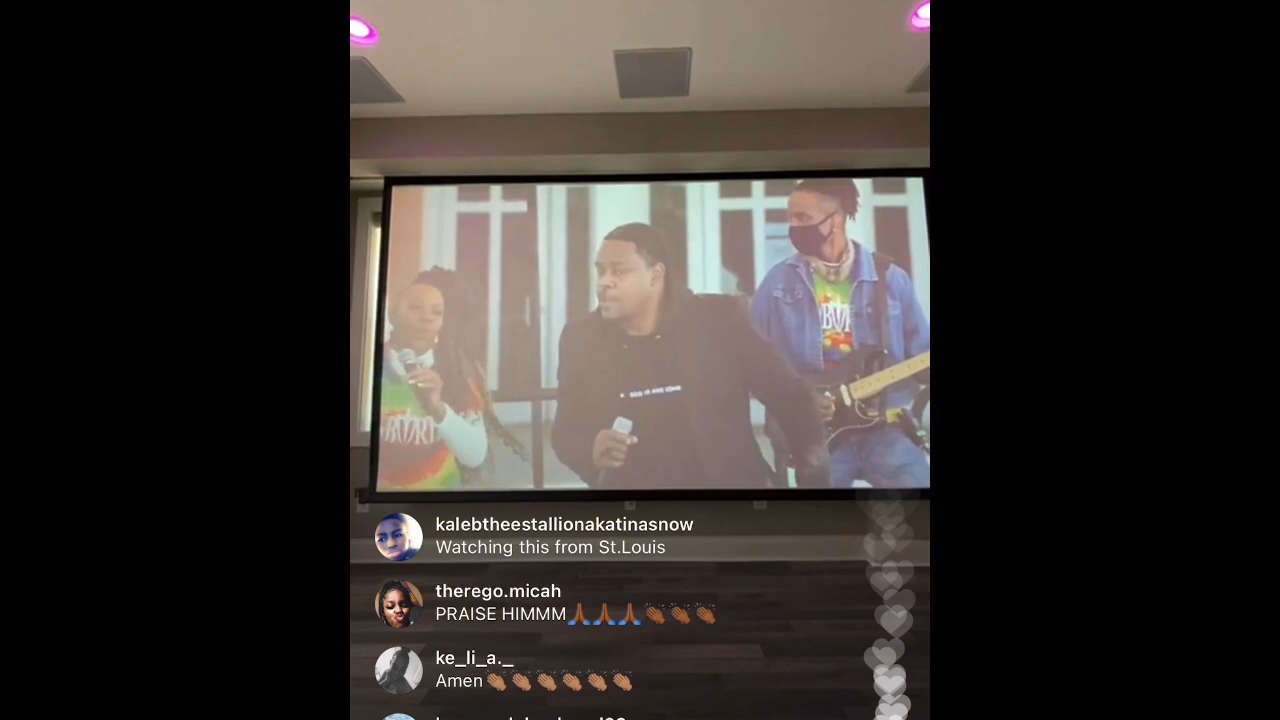 kalebtheestallionakatinasnow
Watching this from St.Louis
therego.micah
PRAISE HIMMM🙏🏾🙏🏾🙏🏾👏🏾👏🏾👏🏾
ke_li_a._
Amen👏🏽👏🏽👏🏽👏🏽👏🏽👏🏽